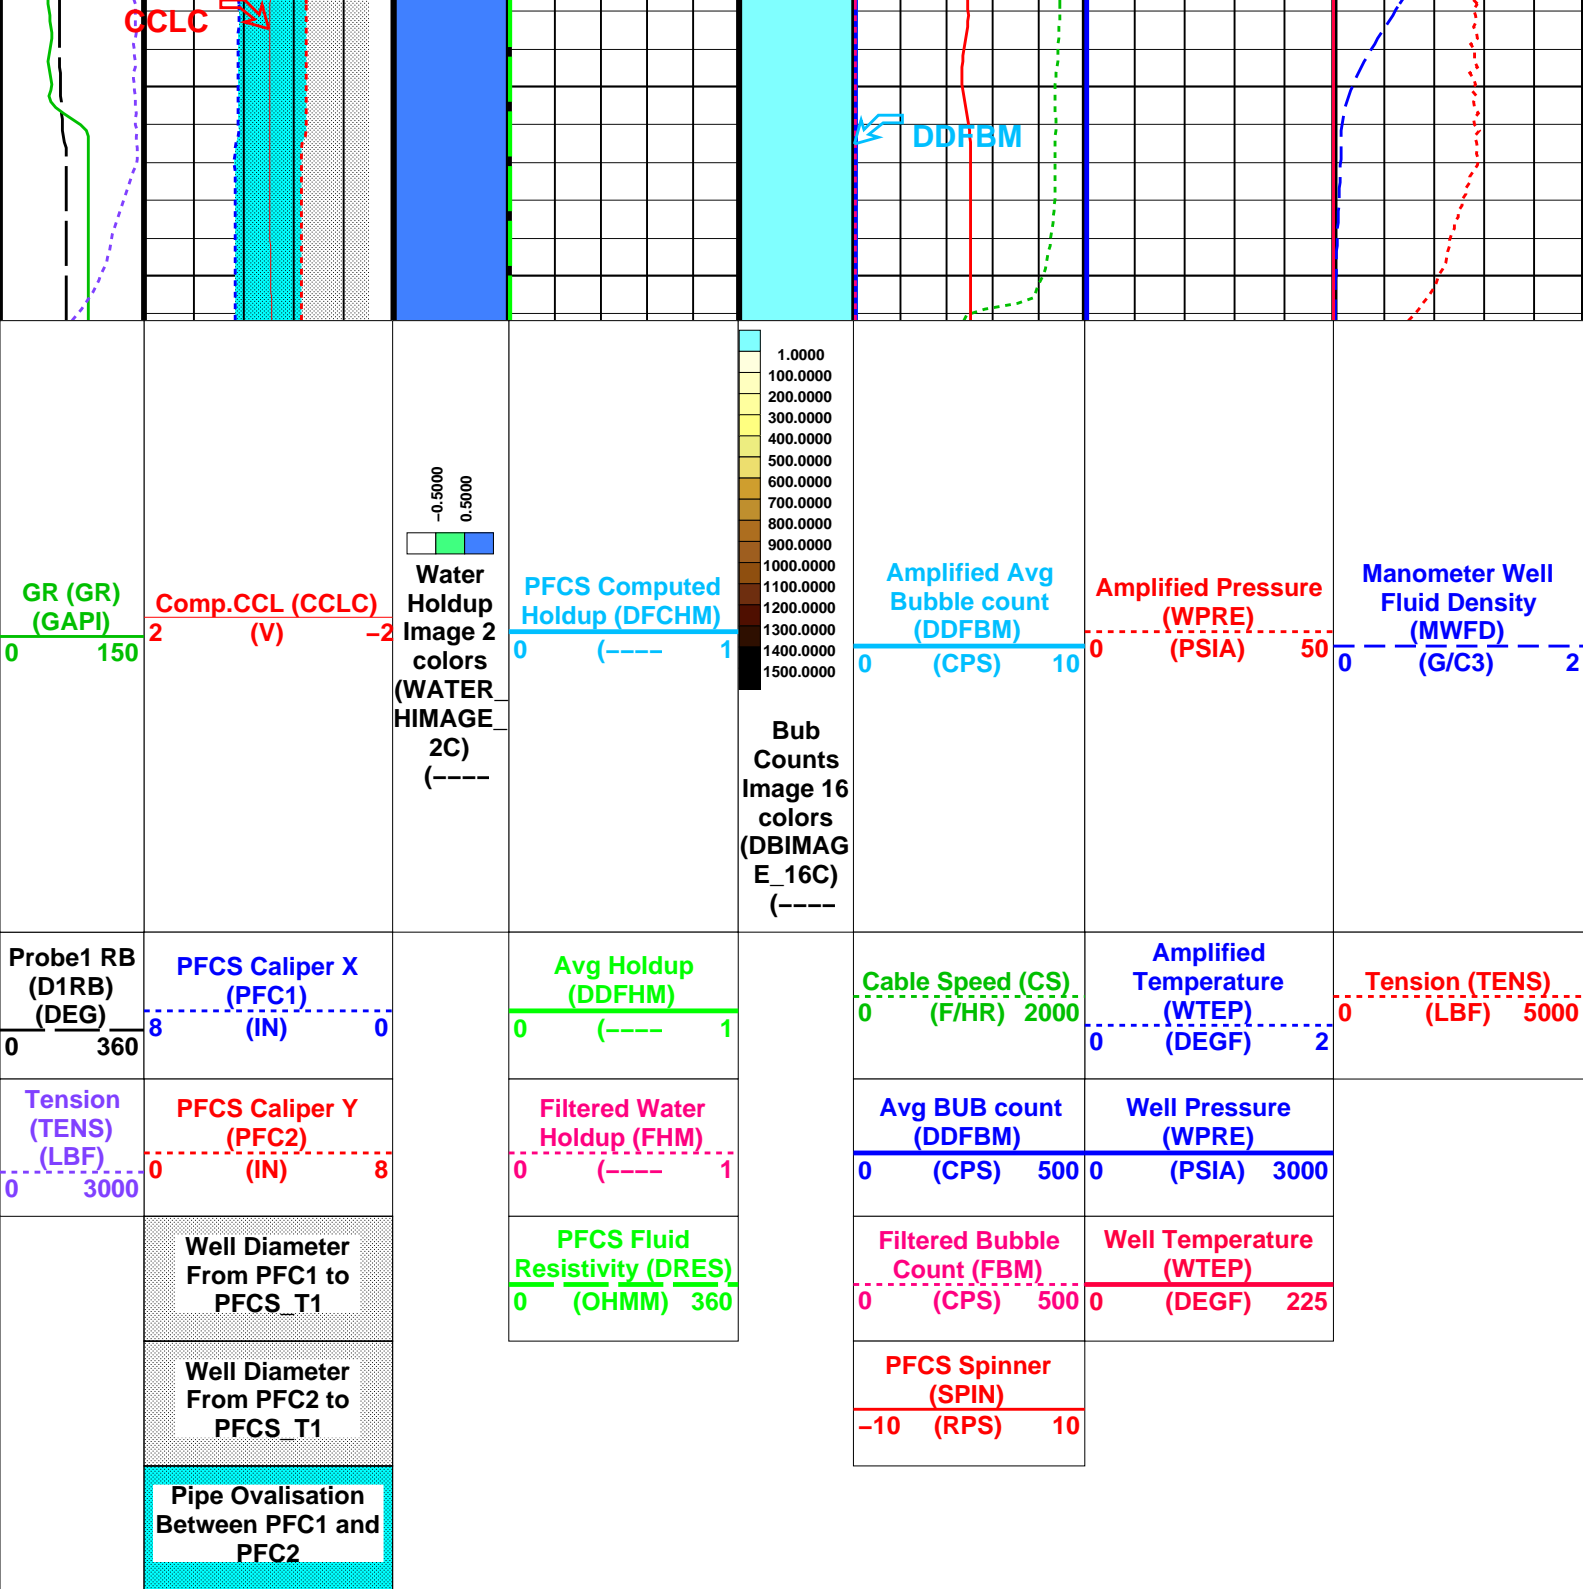 CCLC
DDFBM
GR (GR)
(GAPI)
0 150
Comp.CCL (CCLC)
2 (V) −2
−0.5000
0.5000
Water
Holdup
Image 2
colors
(WATER_
HIMAGE_
2C)
(−−−−
PFCS Computed
Holdup (DFCHM)
0 (−−−− 1
1.0000
100.0000
200.0000
300.0000
400.0000
500.0000
600.0000
700.0000
800.0000
900.0000
1000.0000
1100.0000
1200.0000
1300.0000
1400.0000
1500.0000
Bub
Counts
Image 16
colors
(DBIMAG
E_16C)
(−−−−
Amplified Avg
Bubble count
(DDFBM)
0 (CPS) 10
Amplified Pressure
(WPRE)
0 (PSIA) 50
Manometer Well
Fluid Density
(MWFD)
0 (G/C3) 2
Probe1 RB
(D1RB)
(DEG)
0 360
PFCS Caliper X
(PFC1)
8 (IN) 0
Avg Holdup
(DDFHM)
0 (−−−− 1
Cable Speed (CS)
0 (F/HR) 2000
Amplified
Temperature
(WTEP)
0 (DEGF) 2
Tension (TENS)
0 (LBF) 5000
Tension
(TENS)
(LBF)
0 3000
PFCS Caliper Y
(PFC2)
0 (IN) 8
Filtered Water
Holdup (FHM)
0 (−−−− 1
Avg BUB count
(DDFBM)
0 (CPS) 500
Well Pressure
(WPRE)
0 (PSIA) 3000
Well Diameter
From PFC1 to
PFCS_T1
PFCS Fluid
Resistivity (DRES)
0 (OHMM) 360
Filtered Bubble
Count (FBM)
0 (CPS) 500
Well Temperature
(WTEP)
0 (DEGF) 225
Well Diameter
From PFC2 to
PFCS_T1
PFCS Spinner
(SPIN)
−10 (RPS) 10
Pipe Ovalisation
Between PFC1 and
PFC2